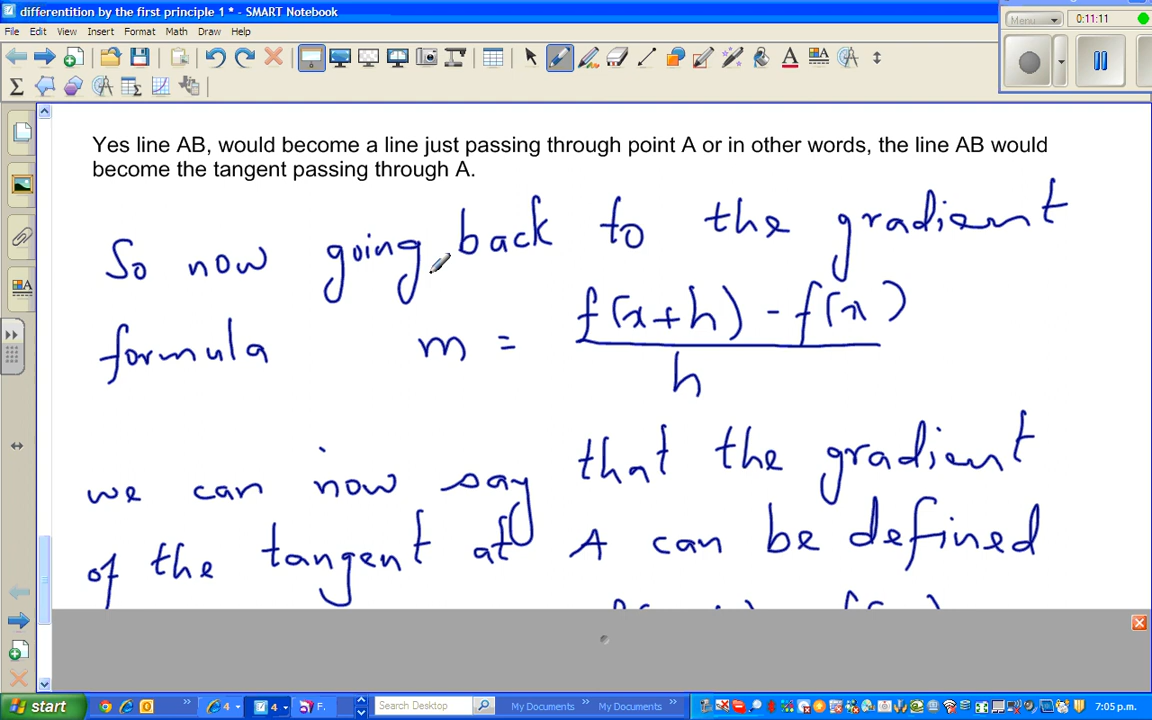 differentition by the first principle 1 * - SMART Notebook
File Edit View Insert Format Math Draw Help
Menu
0:11:11
Yes line AB, would become a line just passing through point A or in other words, the line AB would
become the tangent passing through A.
So now going back to the gradient
formula m = f(x+h) - f(x)
h
we can now say that the gradient
of the tangent at A can be defined
start
4
4
F.
Search Desktop
My Documents
My Documents
7:05 p.m.